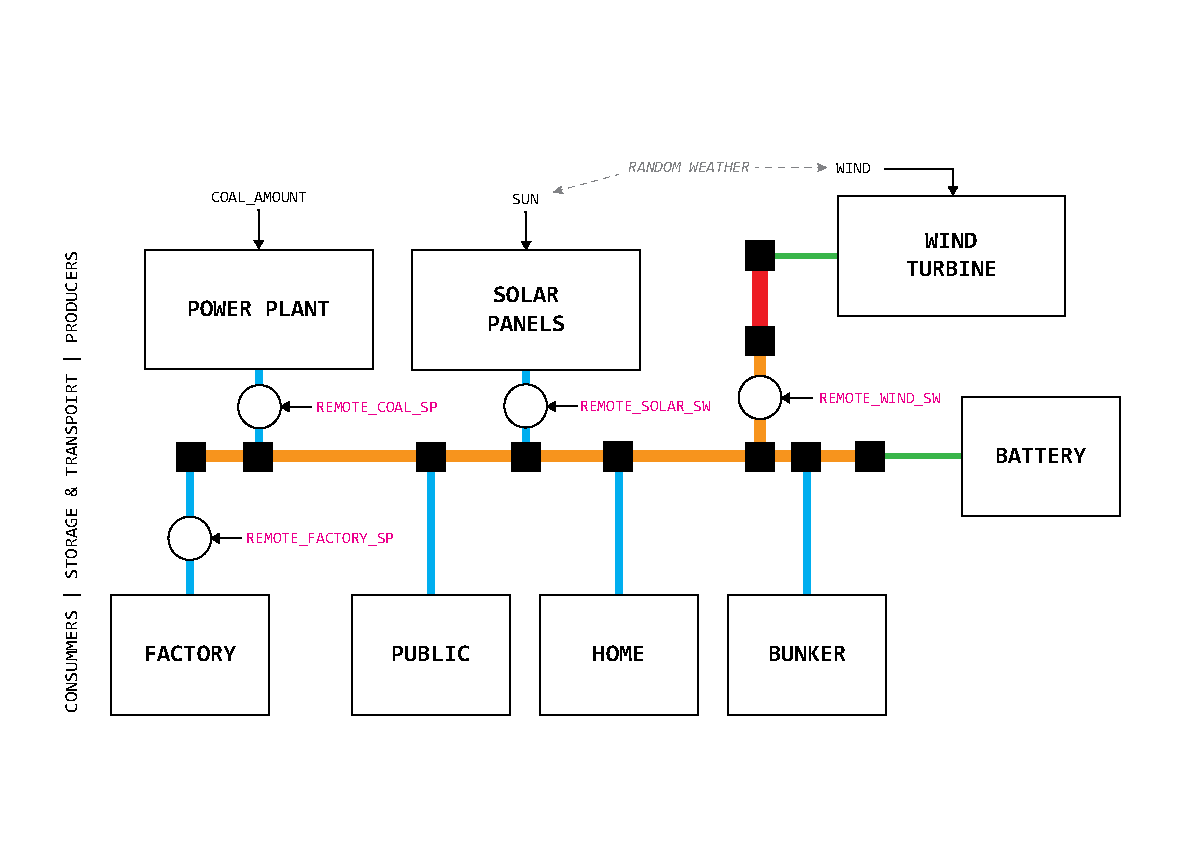 RANDOM WEATHER
WIND
COAL_AMOUNT
SUN
WIND
TURBINE
POWER PLANT
SOLAR
PANELS
REMOTE_COAL_SP
REMOTE_SOLAR_SW
REMOTE_WIND_SW
BATTERY
REMOTE_FACTORY_SP
FACTORY
PUBLIC
HOME
BUNKER
CONSUMMERS | STORAGE & TRANSPOIRT | PRODUCERS